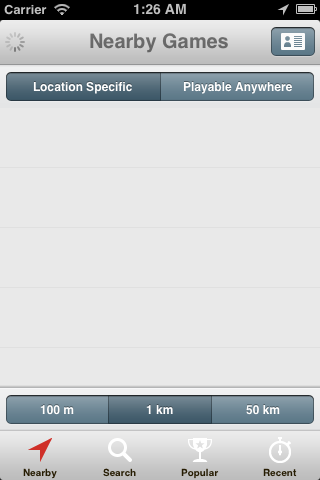 Carrier 1:26 AM
Nearby Games
Location Specific Playable Anywhere
100 m 1 km 50 km
Nearby Search Popular Recent